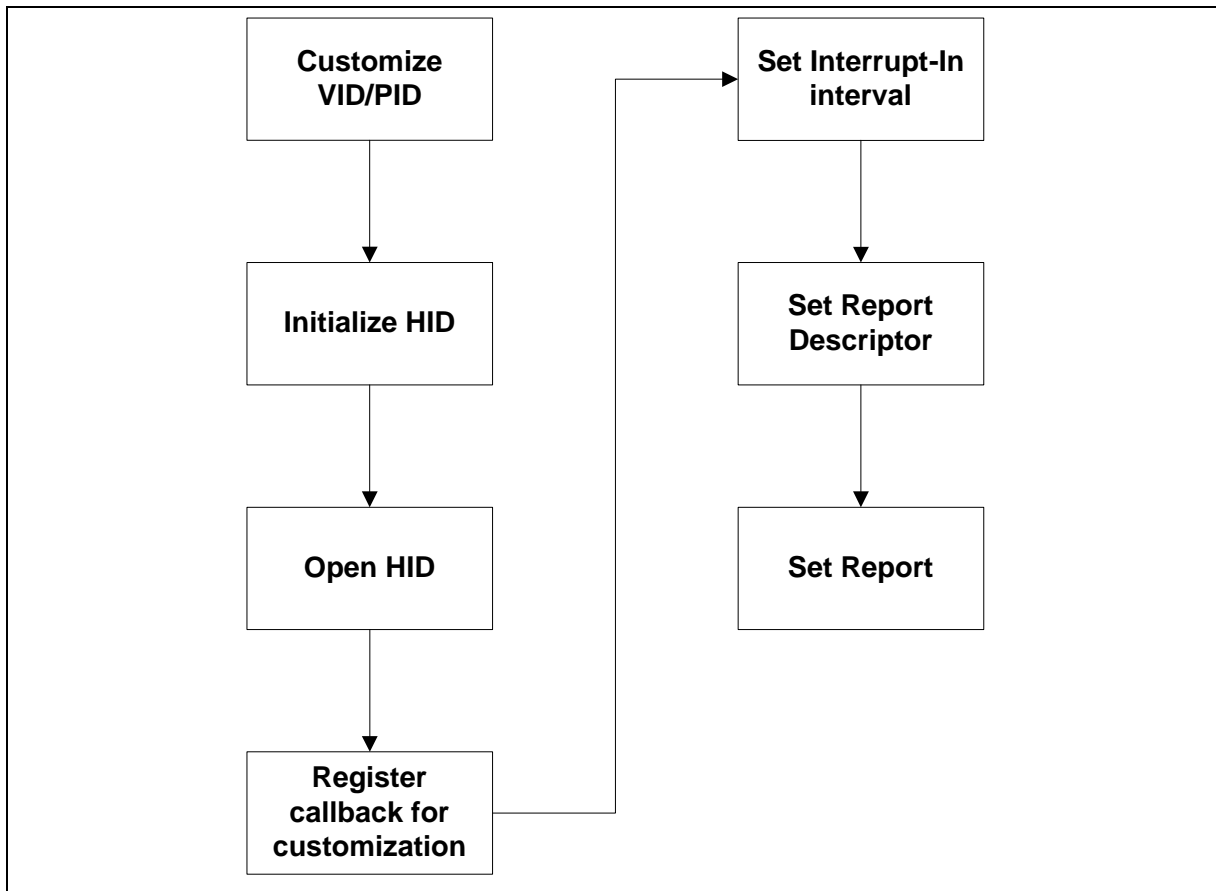 Customize
VID/PID
Initialize HID
Open HID
Register
callback for
customization
Set Interrupt-In
interval
Set Report
Descriptor
Set Report